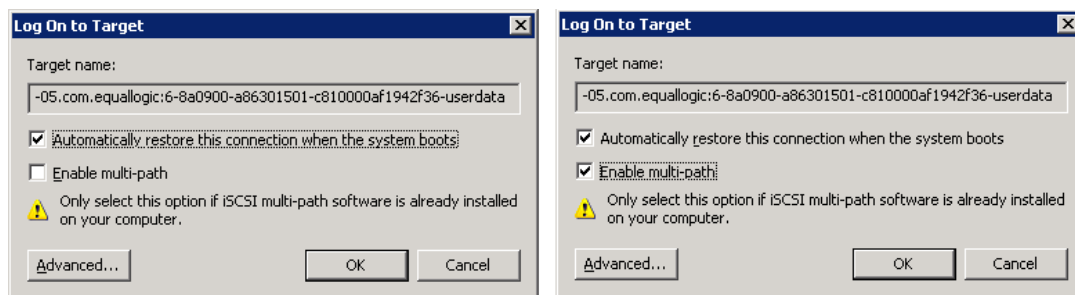 Log On to Target
Target name:
-05.com.equallogic:6-8a0900-a86301501-c810000af1942f36-userdata
Automatically restore this connection when the system boots
Enable multi-path
Only select this option if iSCSI multi-path software is already installed
on your computer.
Advanced...
OK
Cancel
Log On to Target
Target name:
-05.com.equallogic:6-8a0900-a86301501-c810000af1942f36-userdata
Automatically restore this connection when the system boots
Enable multi-path
Only select this option if iSCSI multi-path software is already installed
on your computer.
Advanced...
OK
Cancel